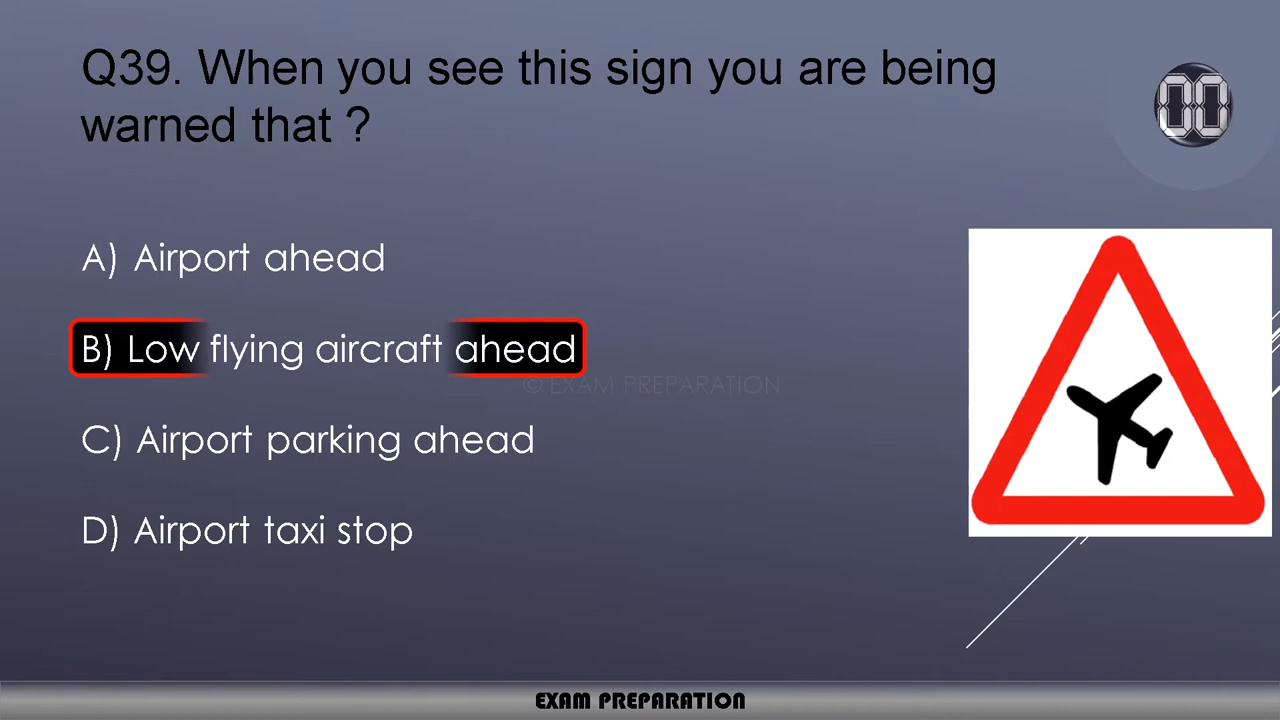 Q39. When you see this sign you are being
warned that ?
00
A) Airport ahead
B) Low flying aircraft ahead
© EXAM PREPARATION
C) Airport parking ahead
D) Airport taxi stop
EXAM PREPARATION